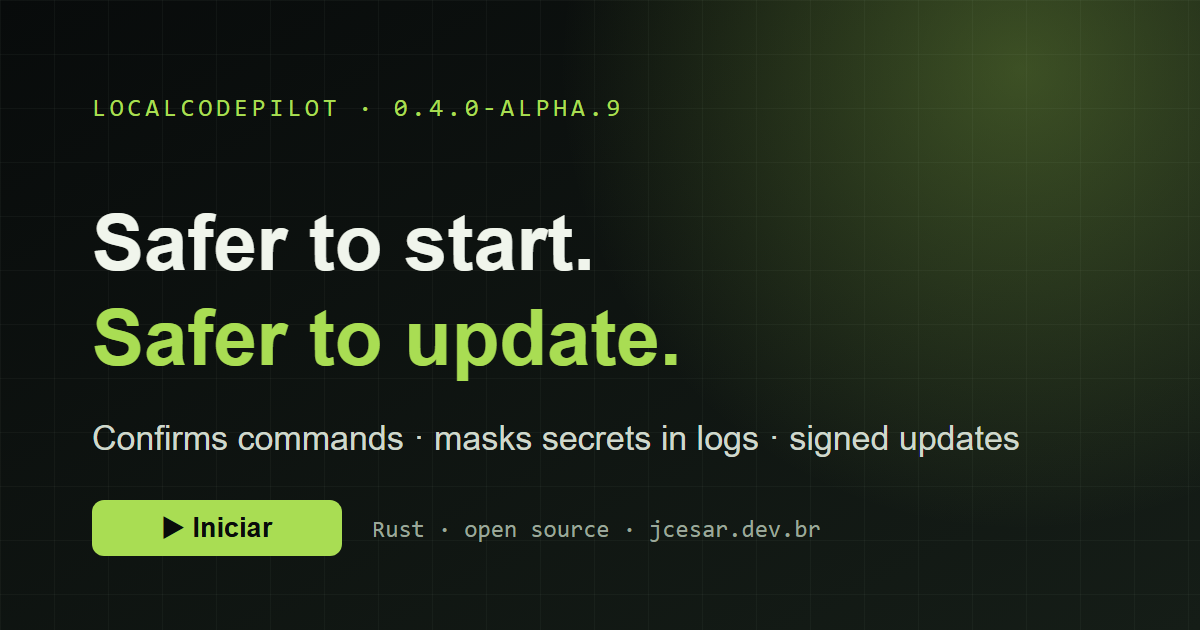 LOCALCODEPILOT · 0.4.0-ALPHA.9
Safer to start.
Safer to update.
Confirms commands · masks secrets in logs · signed updates
▶ Iniciar
Rust · open source · jcesar.dev.br